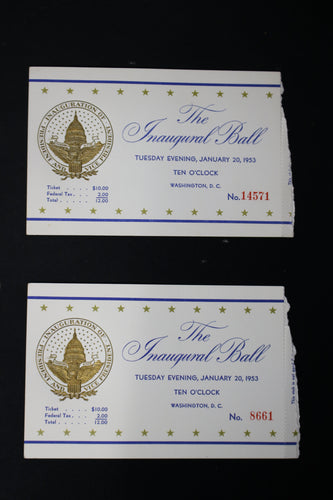 INAUGURATION OF PRESIDENT AND VICE PRESIDENT
The
Inaugural Ball
TUESDAY EVENING, JANUARY 20, 1953
TEN O'CLOCK
WASHINGTON, D. C.
Ticket . . . . . $10.00
Federal Tax . . 2.00
Total . . . . . 12.00
No. 14571
INAUGURATION OF PRESIDENT AND VICE PRESIDENT
The
Inaugural Ball
TUESDAY EVENING, JANUARY 20, 1953
TEN O'CLOCK
WASHINGTON, D. C.
Ticket . . . . . $10.00
Federal Tax . . 2.00
Total . . . . . 12.00
No. 8661